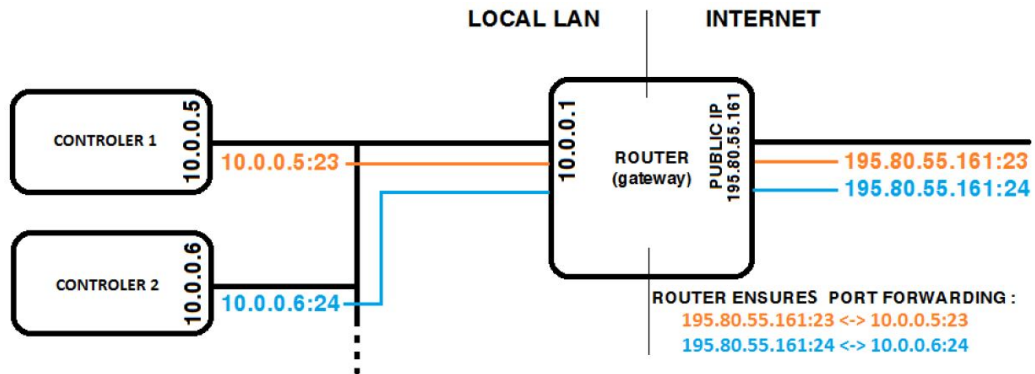 LOCAL LAN
INTERNET
CONTROLER 1
10.0.0.5
10.0.0.5:23
10.0.0.1
ROUTER
(gateway)
PUBLIC IP
195.80.55.161
195.80.55.161:23
195.80.55.161:24
CONTROLER 2
10.0.0.6
10.0.0.6:24
ROUTER ENSURES PORT FORWARDING :
195.80.55.161:23 <-> 10.0.0.5:23
195.80.55.161:24 <-> 10.0.0.6:24